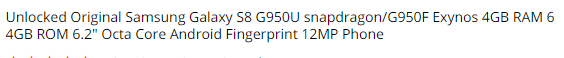 Unlocked Original Samsung Galaxy S8 G950U snapdragon/G950F Exynos 4GB RAM 6
4GB ROM 6.2" Octa Core Android Fingerprint 12MP Phone